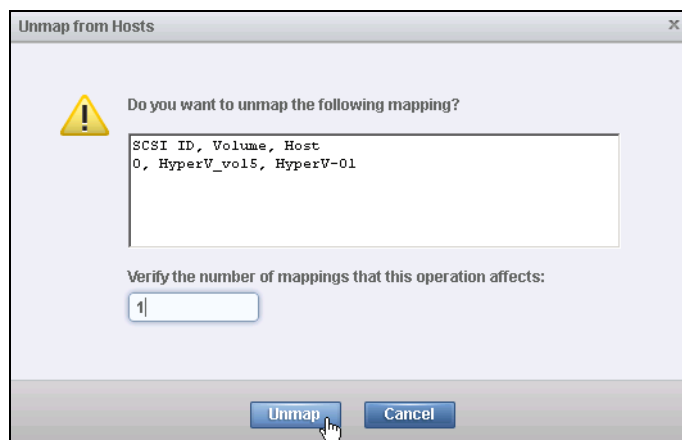 Unmap from Hosts x
Do you want to unmap the following mapping?
SCSI ID, Volume, Host
0, HyperV_vol5, HyperV-01
Verify the number of mappings that this operation affects:
1
Unmap Cancel